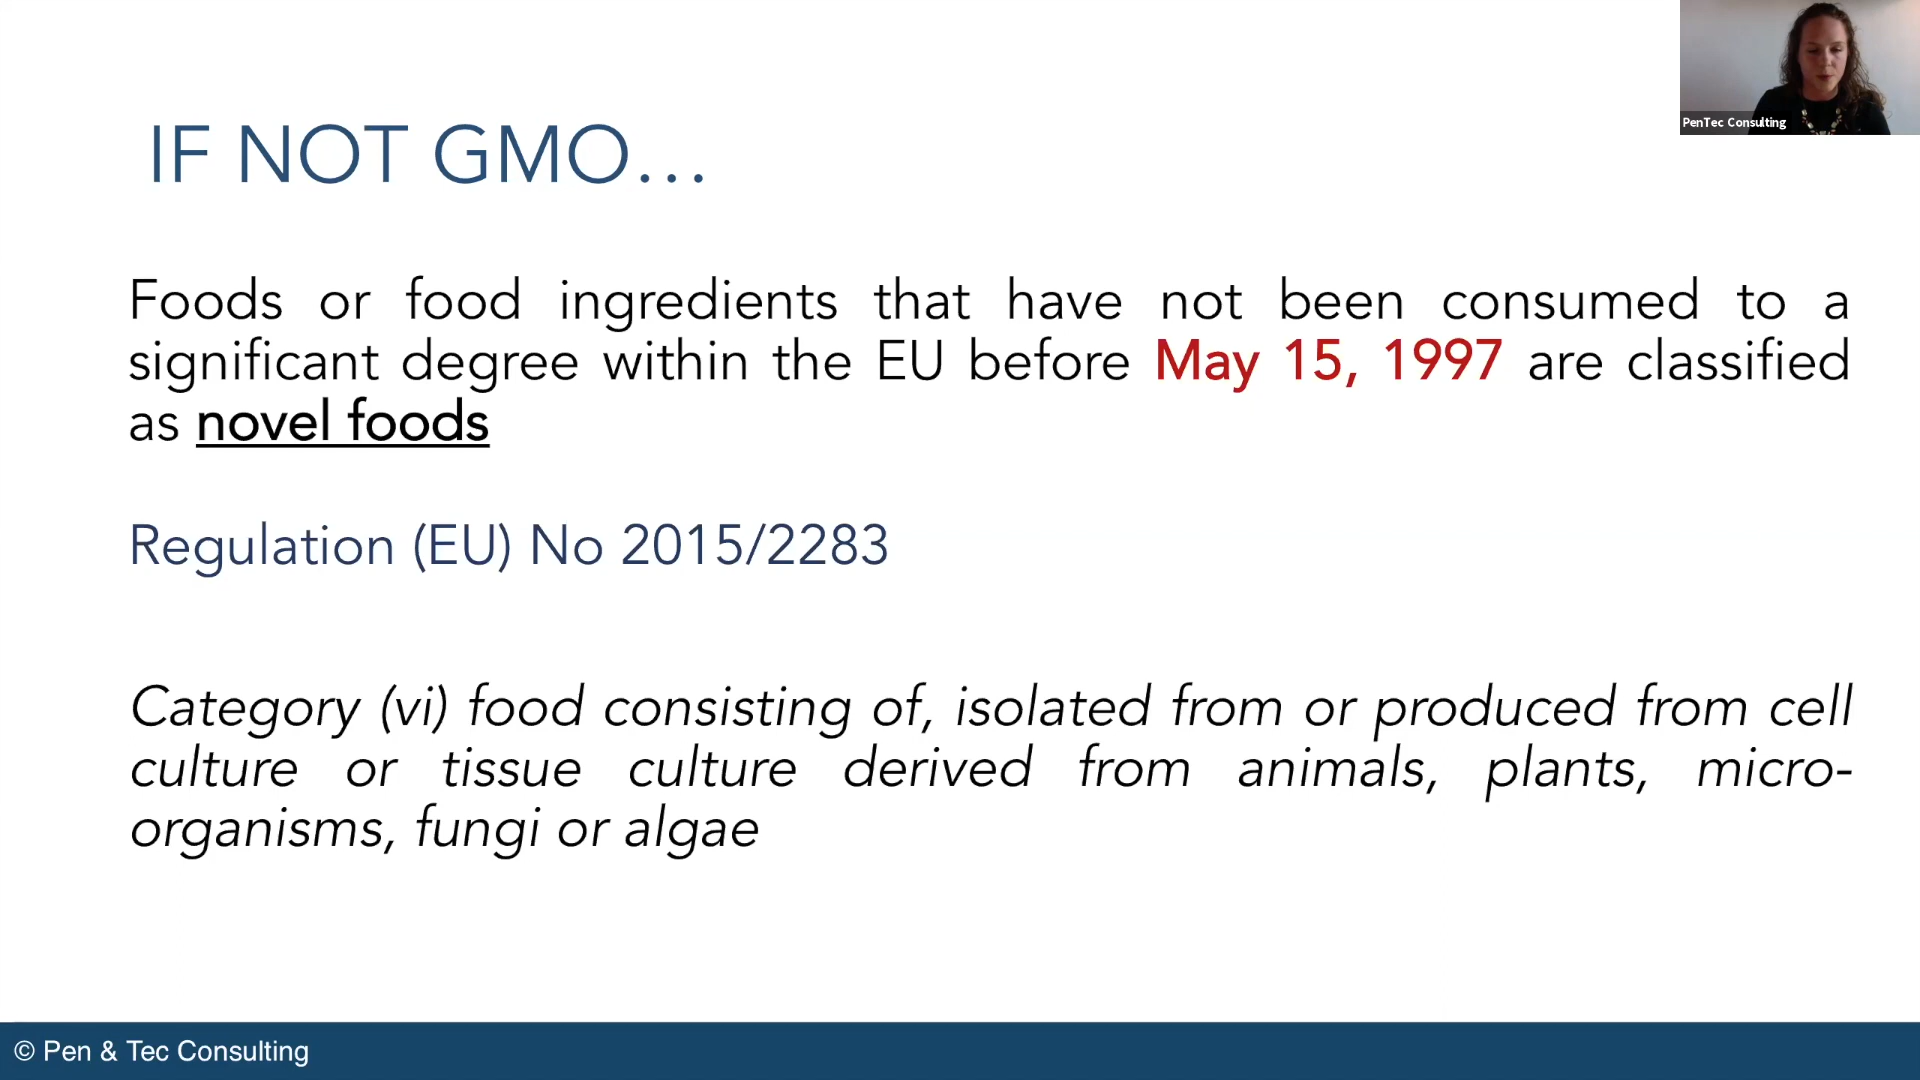 PenTec Consulting
IF NOT GMO…
Foods or food ingredients that have not been consumed to a
significant degree within the EU before May 15, 1997 are classified
as novel foods
Regulation (EU) No 2015/2283
Category (vi) food consisting of, isolated from or produced from cell
culture or tissue culture derived from animals, plants, micro-
organisms, fungi or algae
© Pen & Tec Consulting